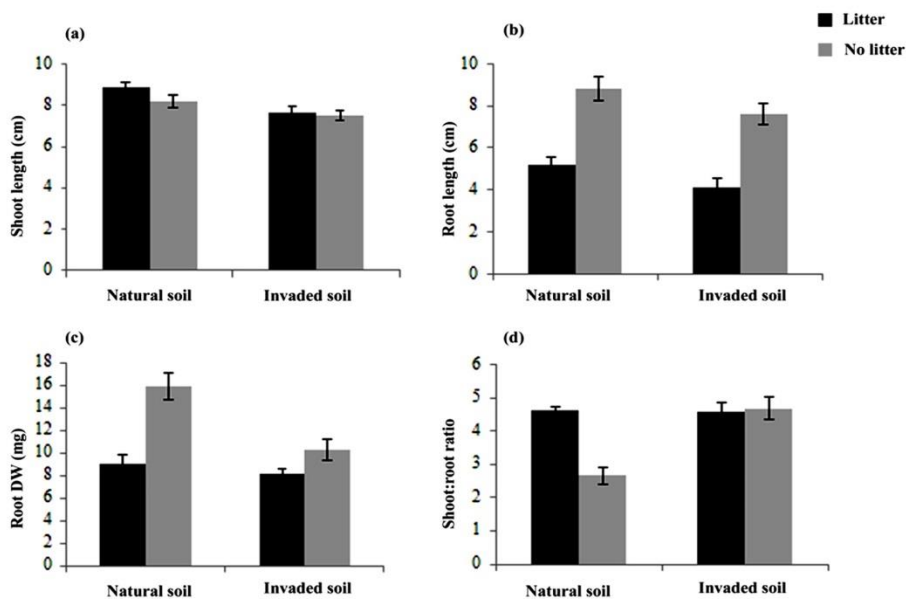 Litter
No litter
(a)
Shoot length (cm)
10
8
6
4
2
0
Natural soil
Invaded soil
(b)
Root length (cm)
10
8
6
4
2
0
Natural soil
Invaded soil
(c)
Root DW (mg)
18
16
14
12
10
8
6
4
2
0
Natural soil
Invaded soil
(d)
Shoot:root ratio
6
5
4
3
2
1
0
Natural soil
Invaded soil